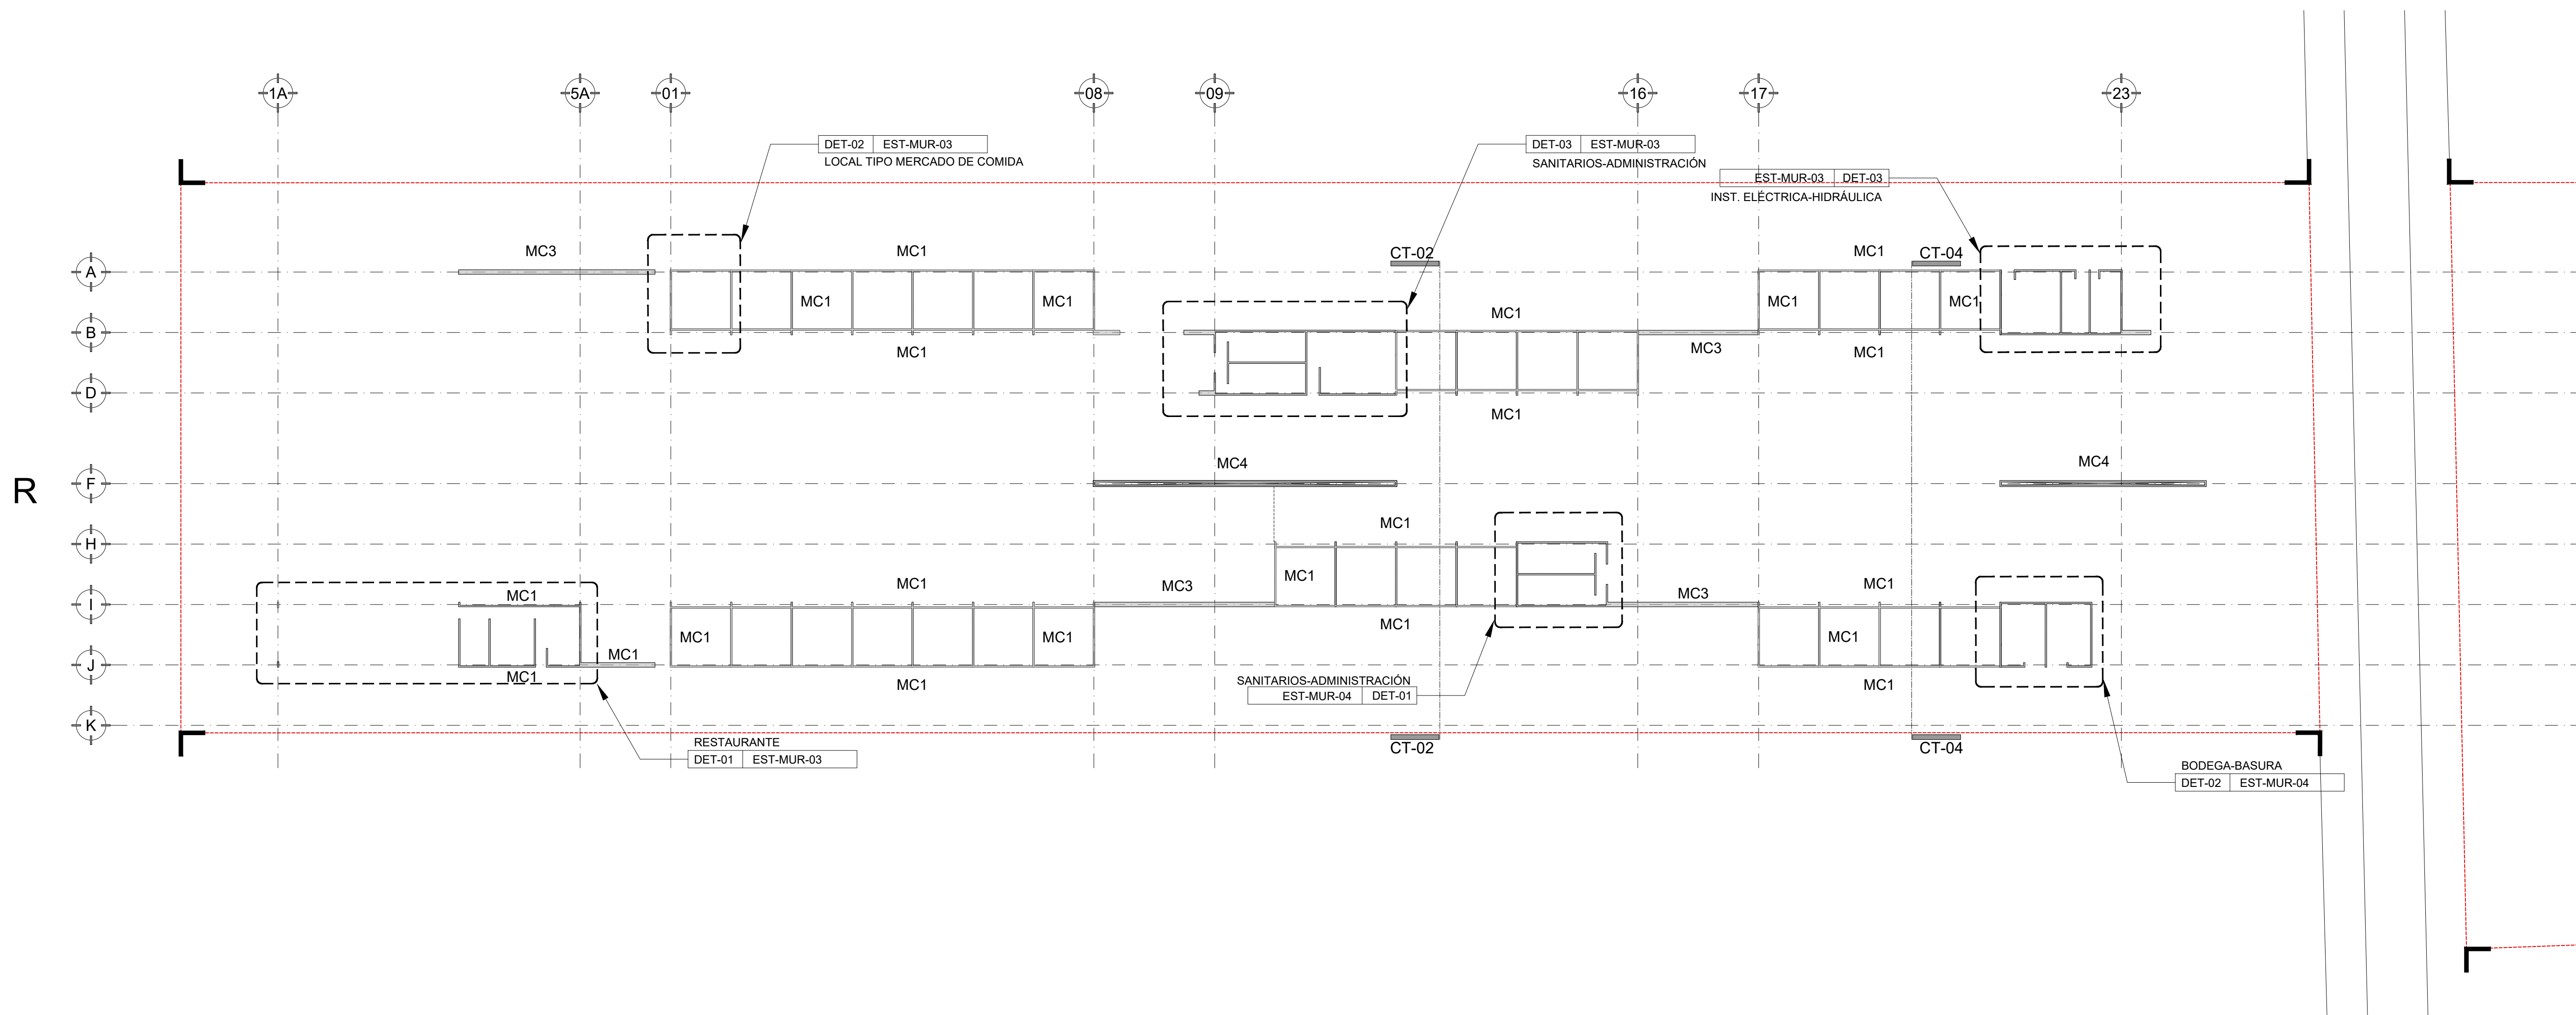 1A
5A
01
08
09
16
17
23
DET-02 EST-MUR-03
LOCAL TIPO MERCADO DE COMIDA
DET-03 EST-MUR-03
SANITARIOS-ADMINISTRACIÓN
EST-MUR-03 DET-03
INST. ELÉCTRICA-HIDRÁULICA
MC3
MC1
CT-02
MC1
CT-04
A
MC1
MC1
MC1
MC1
MC1
B
MC1
MC3
MC1
D
MC1
MC4
MC4
R
F
MC1
H
MC1
MC1
MC1
MC1
MC3
MC3
I
MC1
MC1
MC1
MC1
MC1
J
MC1
MC1
MC1
SANITARIOS-ADMINISTRACIÓN
EST-MUR-04 DET-01
K
RESTAURANTE
DET-01 EST-MUR-03
CT-02
CT-04
BODEGA-BASURA
DET-02 EST-MUR-04